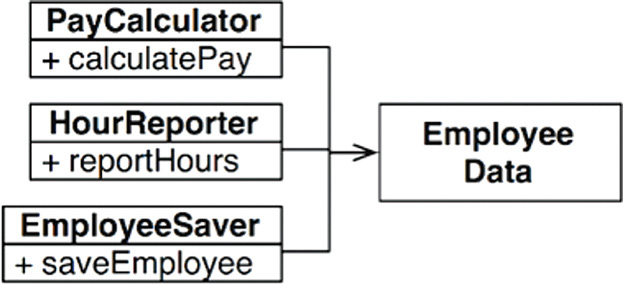 PayCalculator
+ calculatePay
HourReporter
+ reportHours
EmployeeSaver
+ saveEmployee
Employee
Data